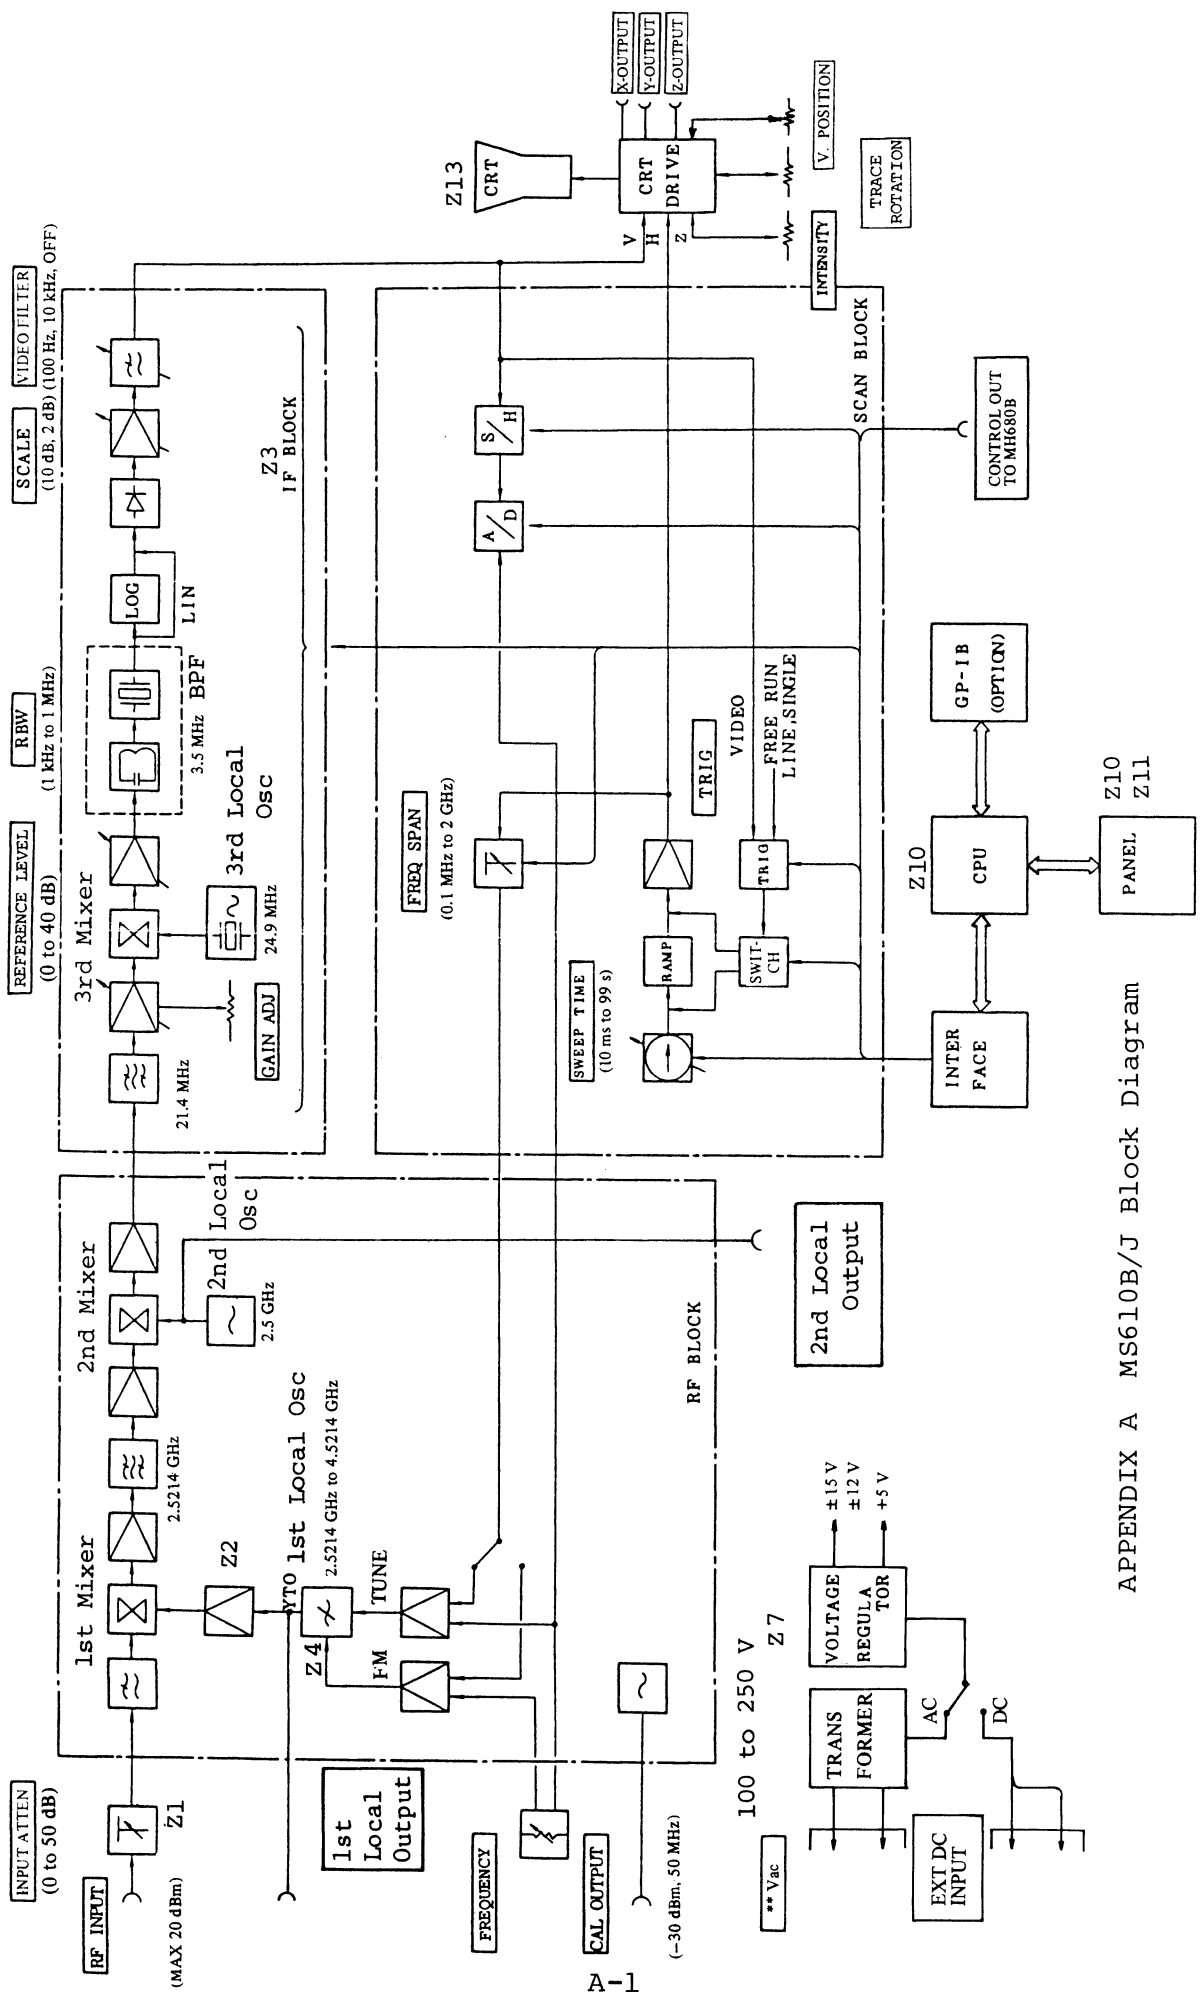 INPUT ATTEN
(0 to 50 dB)
RF INPUT
(MAX 20 dBm)
Z1
1st Mixer
2.5214 GHz
2nd Mixer
2nd Local
Osc
2.5 GHz
Z2
YTO 1st Local Osc
2.5214 GHz to 4.5214 GHz
Z4
FM
TUNE
RF BLOCK
1st
Local
Output
FREQUENCY
CAL OUTPUT
(−30 dBm, 50 MHz)
2nd Local
Output
REFERENCE LEVEL
(0 to 40 dB)
3rd Mixer
21.4 MHz
GAIN ADJ
3rd Local
Osc
24.9 MHz
RBW
(1 kHz to 1 MHz)
3.5 MHz BPF
LOG
LIN
SCALE
VIDEO FILTER
(10 dB, 2 dB) (100 Hz, 10 kHz, OFF)
Z3
IF BLOCK
FREQ SPAN
(0.1 MHz to 2 GHz)
A/D
S/H
SWEEP TIME
(10 ms to 99 s)
RAMP
SWIT-
CH
TRIG
TRIG
VIDEO
FREE RUN
LINE,SINGLE
SCAN BLOCK
Z13
CRT
V
H
Z
CRT
DRIVE
X-OUTPUT
Y-OUTPUT
Z-OUTPUT
INTENSITY
V. POSITION
TRACE
ROTATION
CONTROL OUT
TO MH680B
INTER
FACE
Z10
CPU
GP-IB
(OPTION)
PANEL
Z10
Z11
** Vac
100 to 250 V
Z7
TRANS
FORMER
VOLTAGE
REGULA
TOR
±15 V
±12 V
+5 V
AC
DC
EXT DC
INPUT
APPENDIX A MS610B/J Block Diagram
A-1